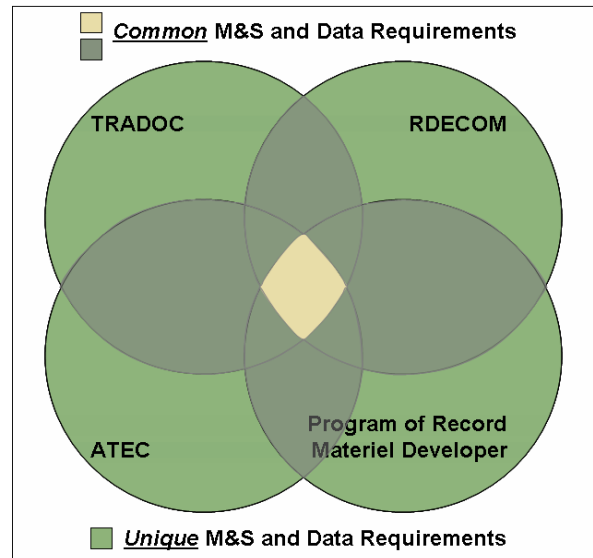 Common M&S and Data Requirements
TRADOC
RDECOM
ATEC
Program of Record
Materiel Developer
Unique M&S and Data Requirements